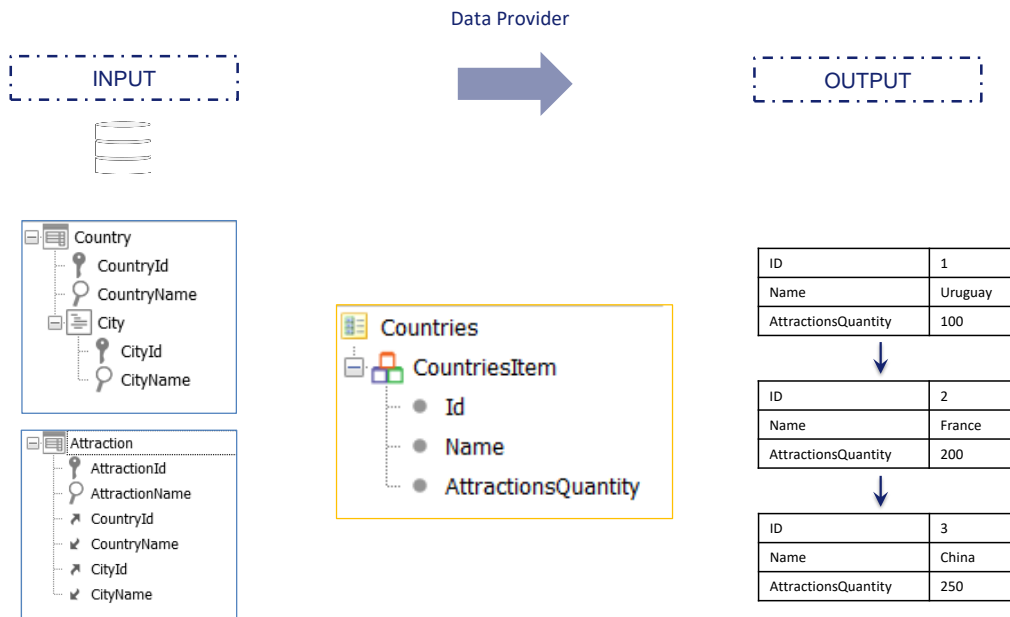 Data Provider
INPUT
OUTPUT
Country
CountryId
CountryName
City
CityId
CityName
Attraction
AttractionId
AttractionName
CountryId
CountryName
CityId
CityName
Countries
CountriesItem
Id
Name
AttractionsQuantity
ID 1
Name Uruguay
AttractionsQuantity 100
ID 2
Name France
AttractionsQuantity 200
ID 3
Name China
AttractionsQuantity 250